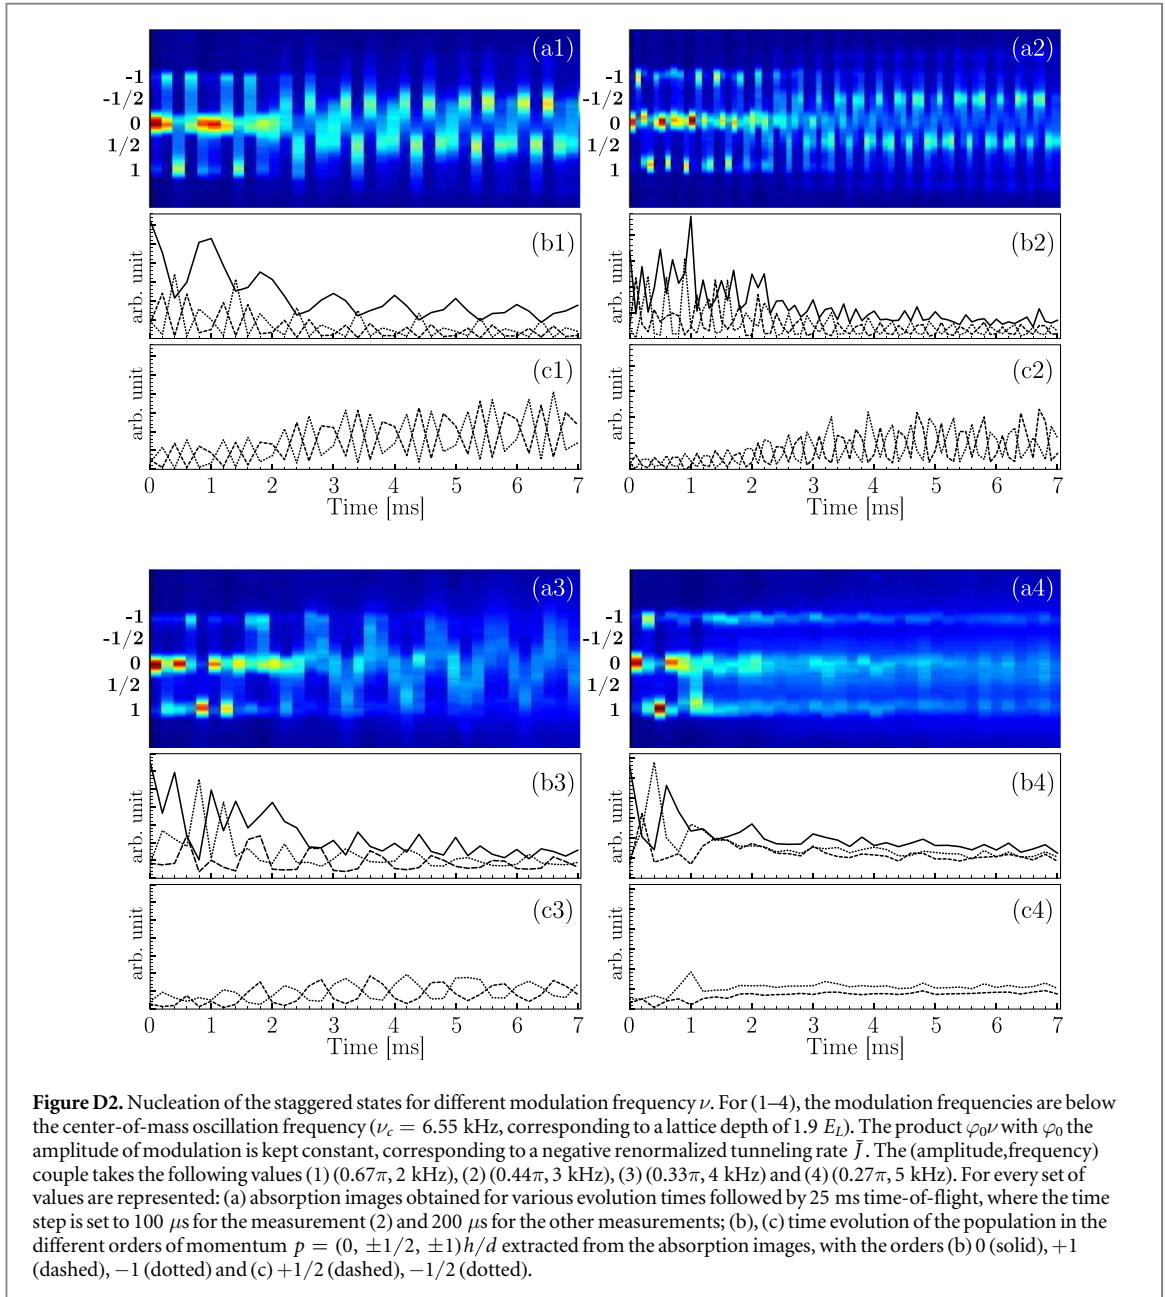 (a1)
-1
-1/2
0
1/2
1
(a2)
-1
-1/2
0
1/2
1
(b1)
arb. unit
(b2)
arb. unit
(c1)
arb. unit
0 1 2 3 4 5 6 7
Time [ms]
(c2)
arb. unit
0 1 2 3 4 5 6 7
Time [ms]
(a3)
-1
-1/2
0
1/2
1
(a4)
-1
-1/2
0
1/2
1
(b3)
arb. unit
(b4)
arb. unit
(c3)
arb. unit
0 1 2 3 4 5 6 7
Time [ms]
(c4)
arb. unit
0 1 2 3 4 5 6 7
Time [ms]
Figure D2. Nucleation of the staggered states for different modulation frequency ν. For (1–4), the modulation frequencies are below
the center-of-mass oscillation frequency (ν_c = 6.55 kHz, corresponding to a lattice depth of 1.9 E_L). The product φ₀ν with φ₀ the
amplitude of modulation is kept constant, corresponding to a negative renormalized tunneling rate J̄. The (amplitude,frequency)
couple takes the following values (1) (0.67π, 2 kHz), (2) (0.44π, 3 kHz), (3) (0.33π, 4 kHz) and (4) (0.27π, 5 kHz). For every set of
values are represented: (a) absorption images obtained for various evolution times followed by 25 ms time-of-flight, where the time
step is set to 100 μs for the measurement (2) and 200 μs for the other measurements; (b), (c) time evolution of the population in the
different orders of momentum p = (0, ±1/2, ±1)h/d extracted from the absorption images, with the orders (b) 0 (solid), +1
(dashed), −1 (dotted) and (c) +1/2 (dashed), −1/2 (dotted).